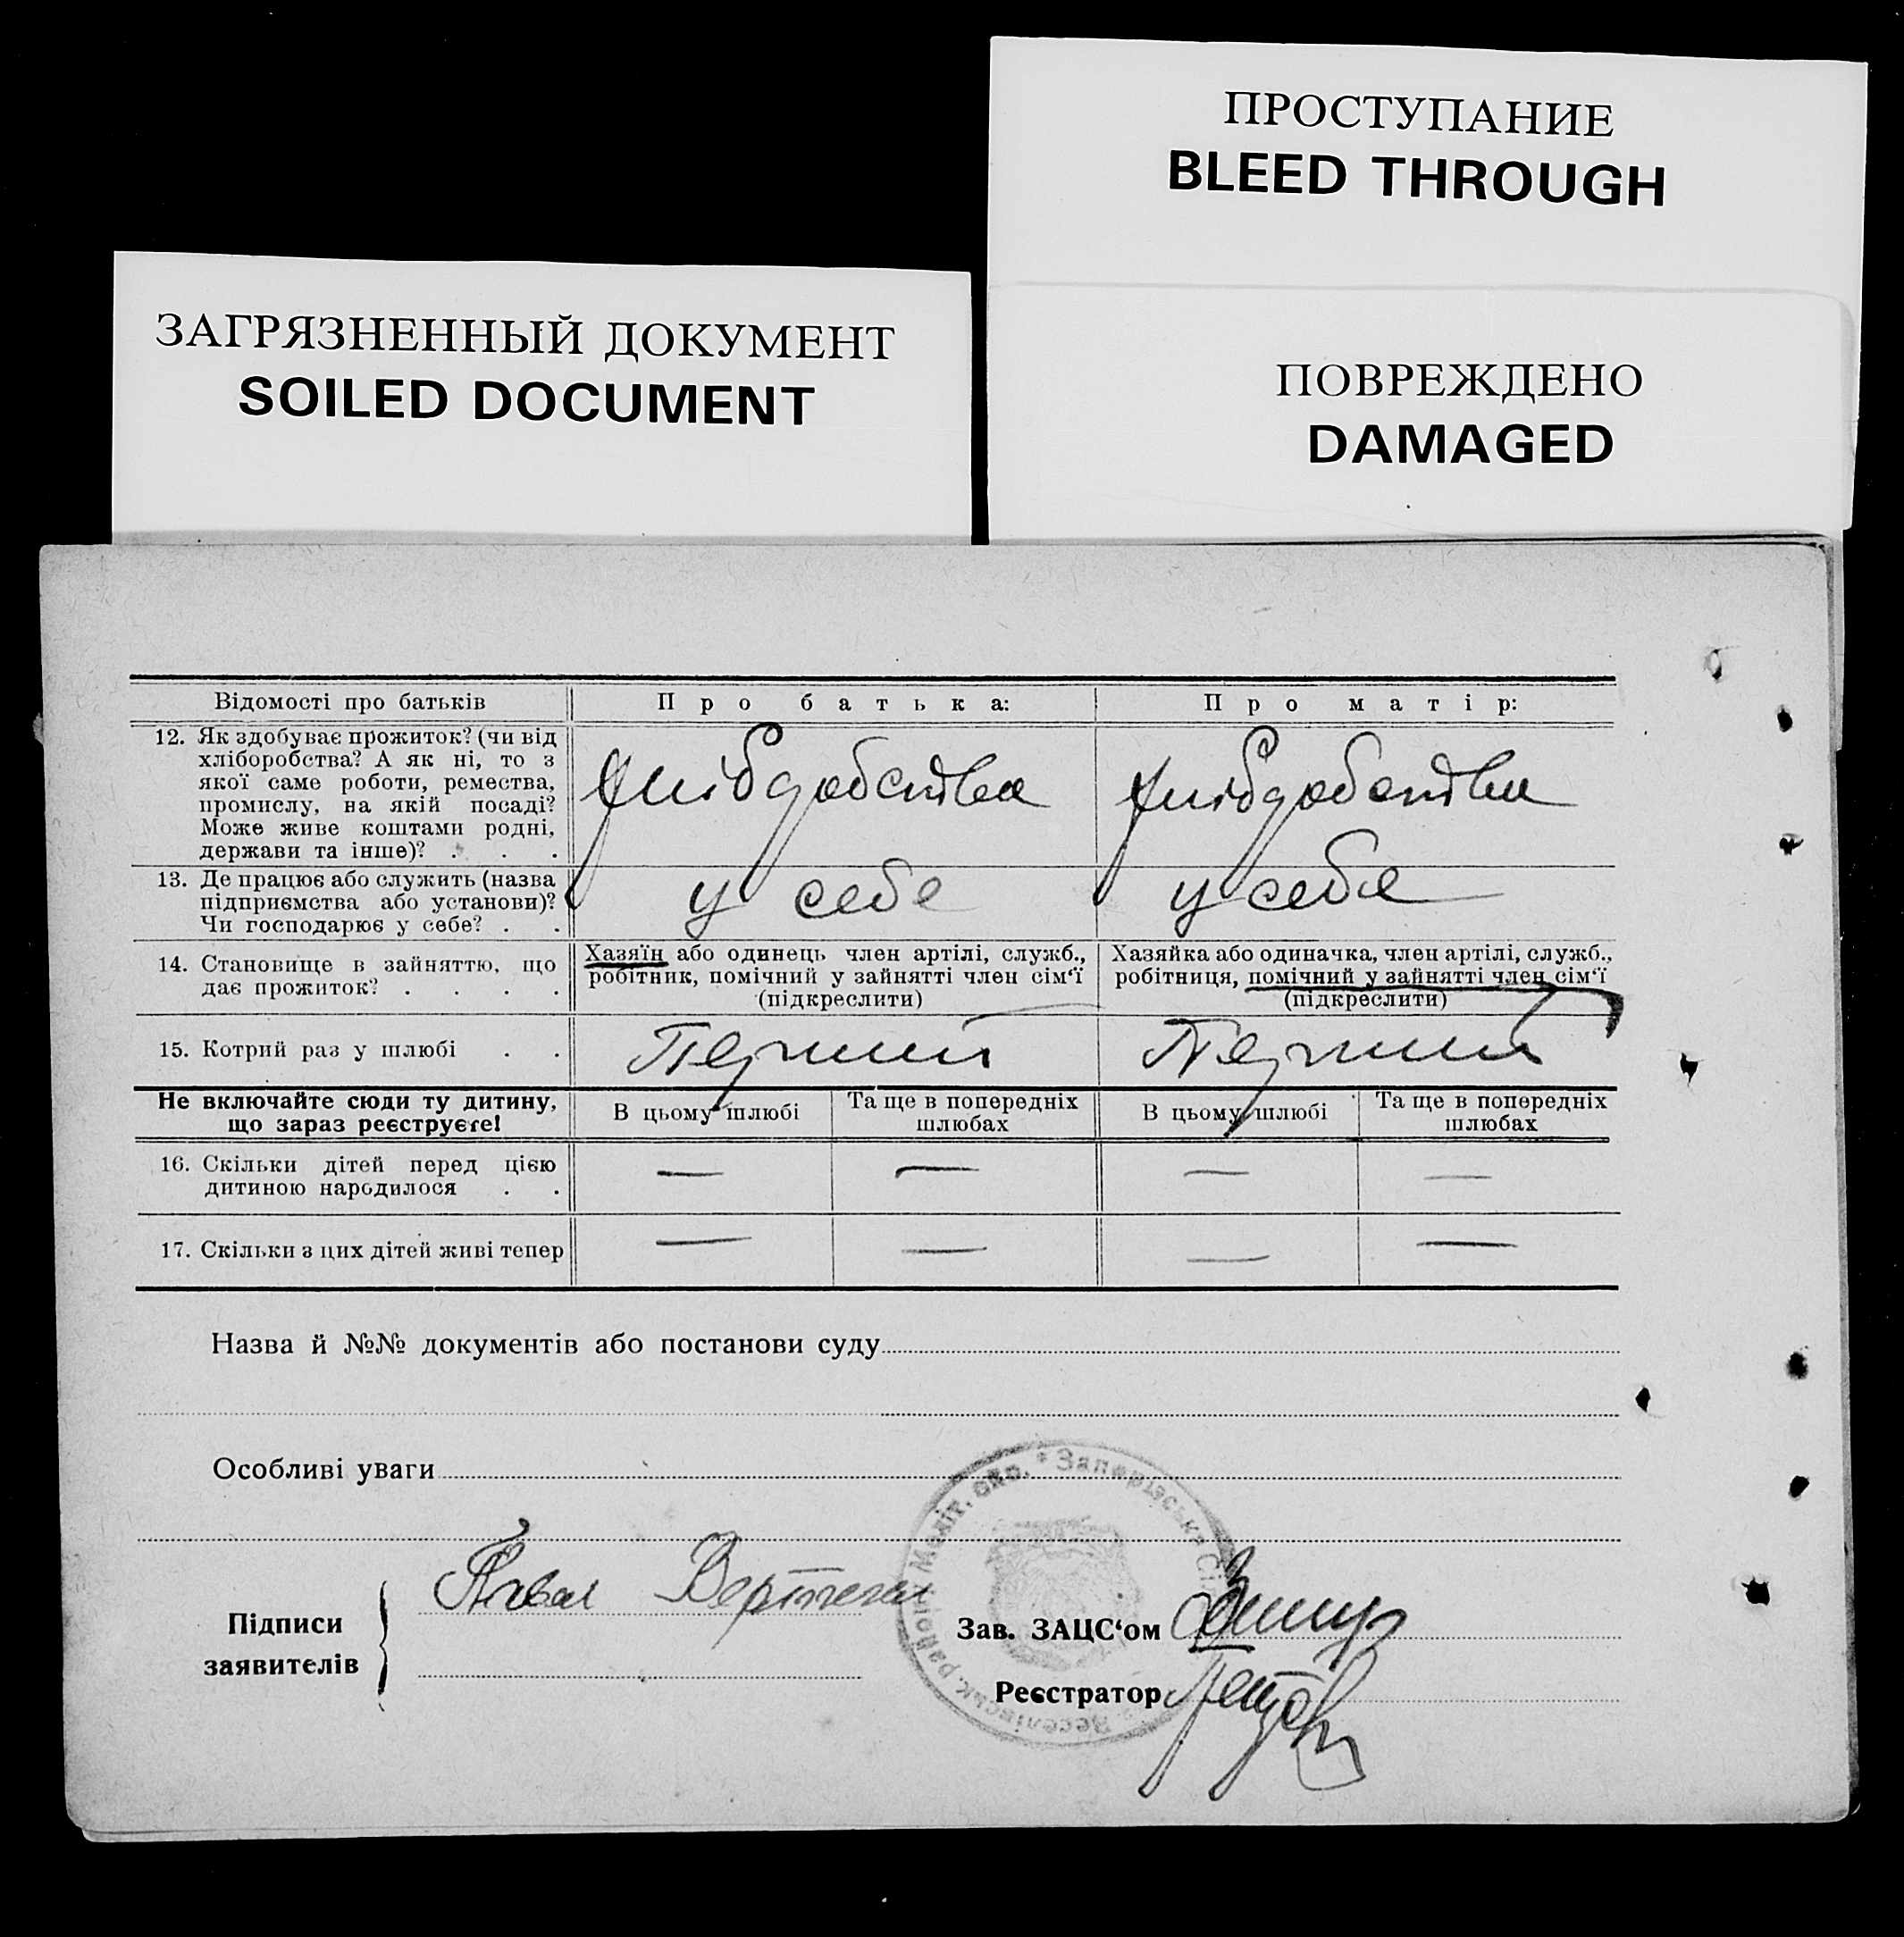 ПРОСТУПАНИЕ
BLEED THROUGH
ЗАГРЯЗНЕННЫЙ ДОКУМЕНТ
SOILED DOCUMENT
ПОВРЕЖДЕНО
DAMAGED
Відомості про батьків
Про батька:
Про матір:
12. Як здобуває прожиток? (чи від
хліборобства? А як ні, то з
якої саме роботи, ремества,
промислу, на якій посаді?
Може живе коштами родні,
держави та інше)? . . .
13. Де працює або служить (назва
підприємства або установи)?
Чи господарює у себе? . .
у себе
у себе
14. Становище в зайняттю, що
дає прожиток? . . . .
Хазяїн або одинець член артілі, служб.,
робітник, помічний у зайнятті член сім‘ї
(підкреслити)
Хазяйка або одиначка, член артілі, служб.,
робітниця, помічний у зайнятті член сім‘ї
(підкреслити)
15. Котрий раз у шлюбі . .
Перший
Перший
Не включайте сюди ту дитину,
що зараз реєструєте!
В цьому шлюбі
Та ще в попередніх
шлюбах
В цьому шлюбі
Та ще в попередніх
шлюбах
16. Скільки дітей перед цією
дитиною народилося . .
— — — —
17. Скільки з цих дітей живі тепер
— — — —
Назва й №№ документів або постанови суду
Особливі уваги
Підписи
заявителів
Зав. ЗАЦС‘ом
Реєстратор